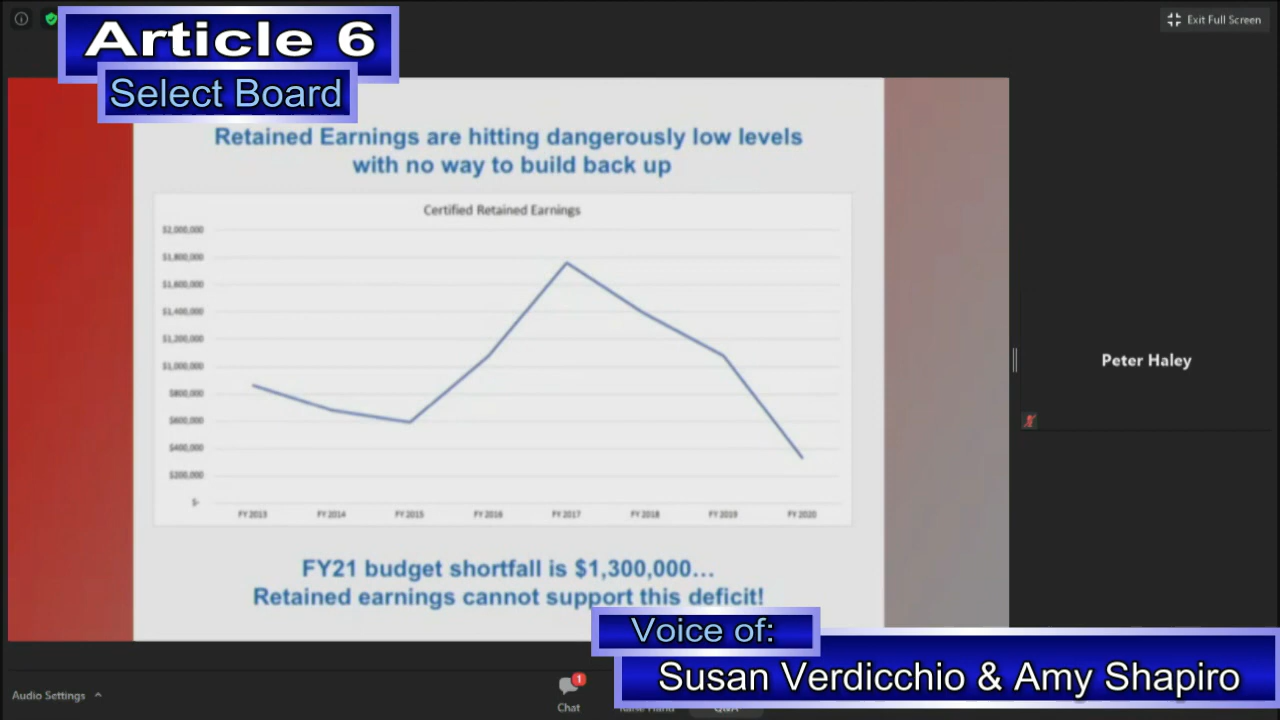 Article 6
Select Board
Exit Full Screen
Retained Earnings are hitting dangerously low levels
with no way to build back up
Certified Retained Earnings
$2,000,000
$1,800,000
$1,600,000
$1,400,000
$1,200,000
$1,000,000
$800,000
$600,000
$400,000
$200,000
$-
FY 2013 FY 2014 FY 2015 FY 2016 FY 2017 FY 2018 FY 2019 FY 2020
Peter Haley
FY21 budget shortfall is $1,300,000...
Retained earnings cannot support this deficit!
Voice of:
Susan Verdicchio & Amy Shapiro
Audio Settings
1
Chat